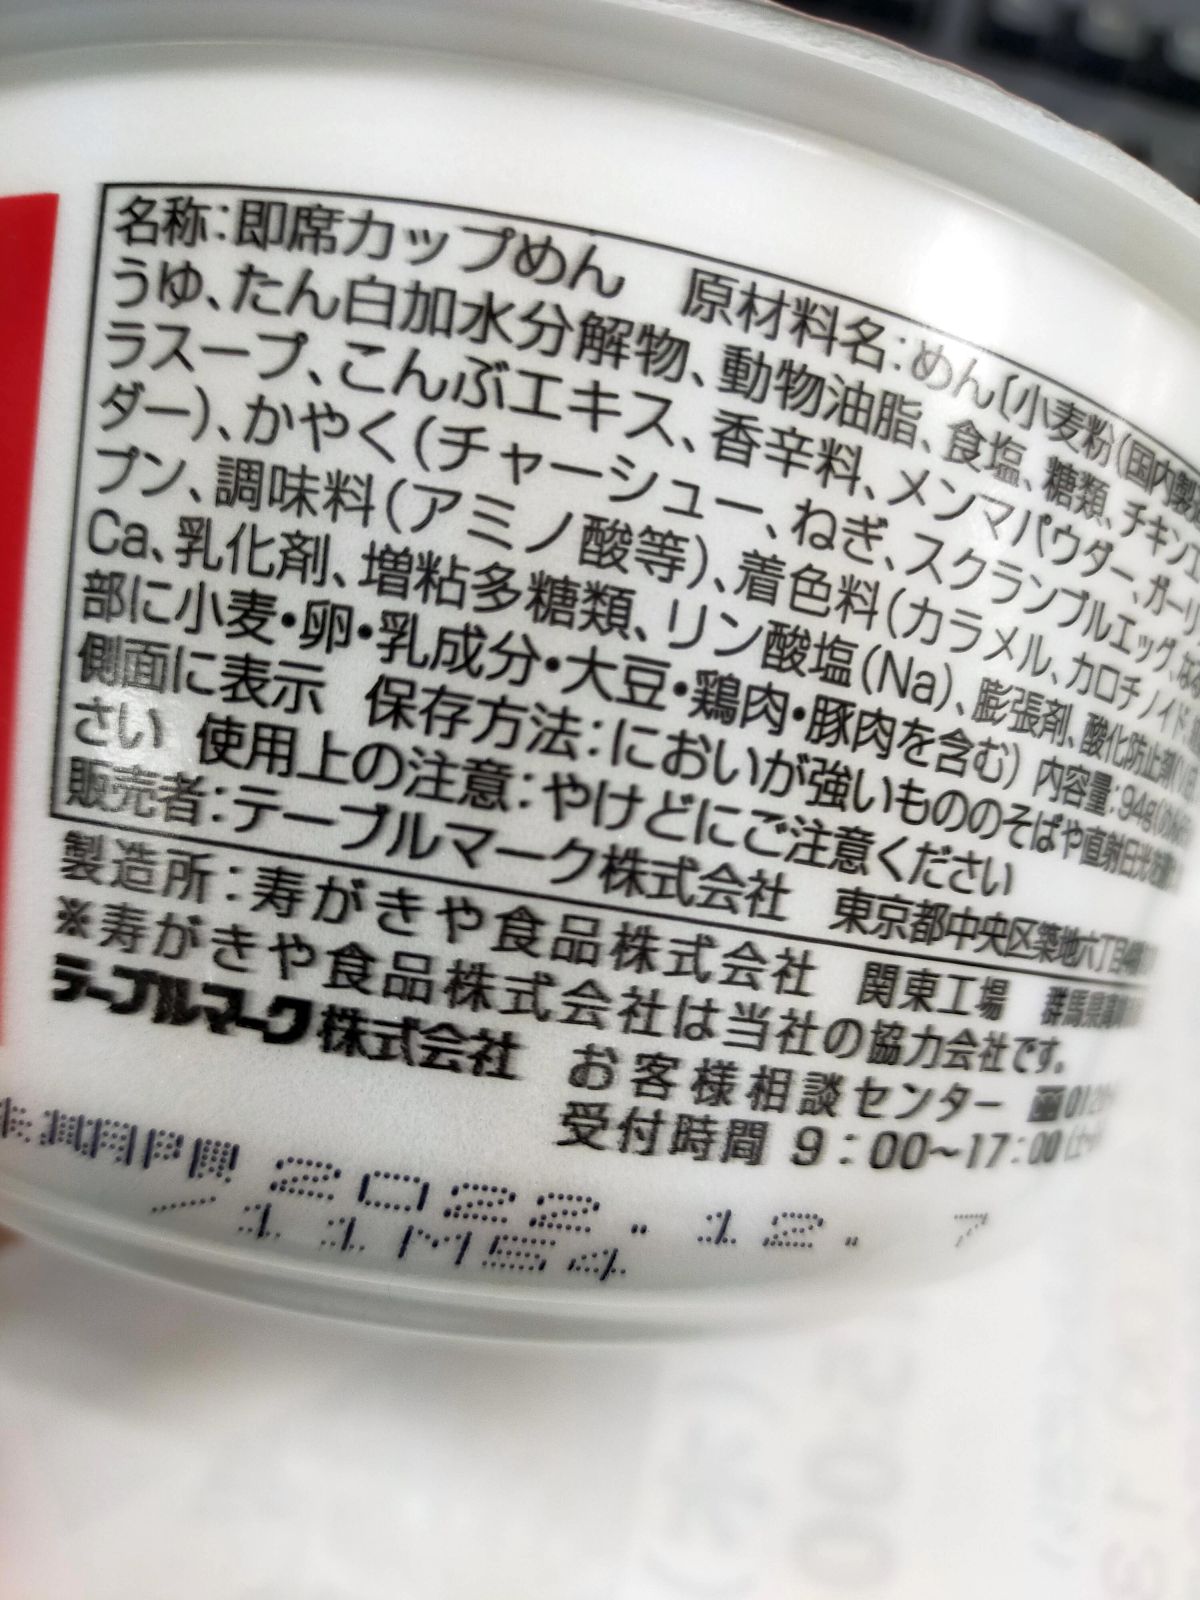 名称:即席カップめん 原材料名:めん〔小麦粉(国内製
うゆ、たん白加水分解物、動物油脂、食塩、糖類、チキンエ
ラスープ、こんぶエキス、香辛料、メンマパウダー、ガーリ
ダー)、かやく(チャーシュー、ねぎ、スクランブルエッグ、なる
プン、調味料(アミノ酸等)、着色料(カラメル、カロチノイド
Ca、乳化剤、増粘多糖類、リン酸塩(Na)、膨張剤、酸化防止剤
部に小麦・卵・乳成分・大豆・鶏肉・豚肉を含む) 内容量:94g
側面に表示 保存方法:においが強いもののそばや直射日光を
さい 使用上の注意:やけどにご注意ください
販売者:テーブルマーク株式会社 東京都中央区築地六丁目
製造所:寿がきや食品株式会社 関東工場 群馬県
※寿がきや食品株式会社は当社の協力会社です。
テーブルマーク株式会社 お客様相談センター 0120
受付時間 9:00~17:00
2022.12. 7
/11M54